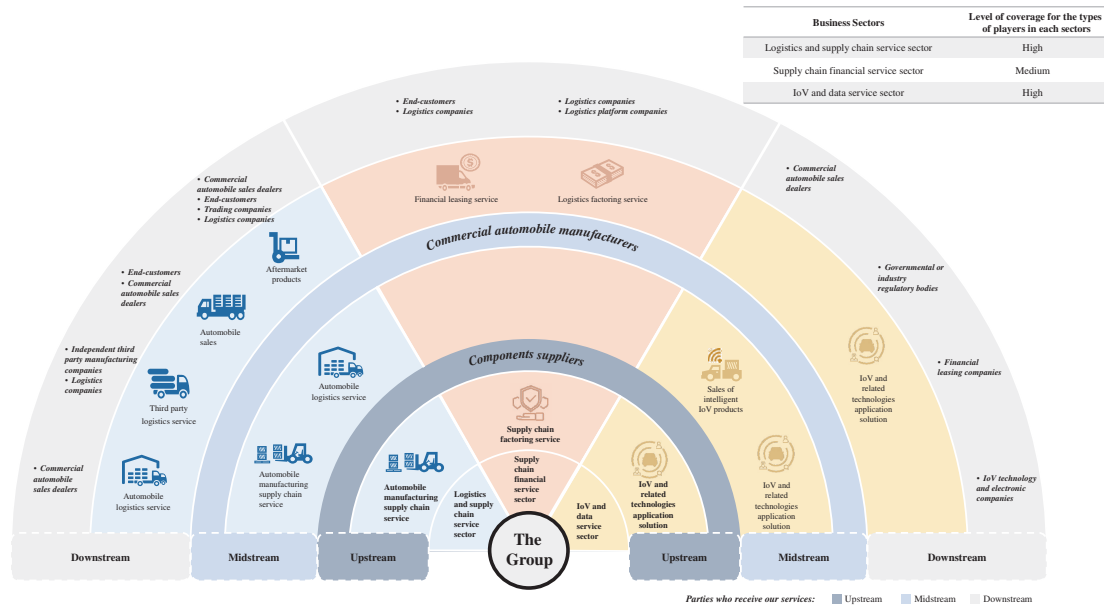 Business Sectors
Level of coverage for the types
of players in each sectors
Logistics and supply chain service sector
High
Supply chain financial service sector
Medium
IoV and data service sector
High
• End-customers
• Logistics companies
• Logistics companies
• Logistics platform companies
$
Financial leasing service
Logistics factoring service
• Commercial
automobile sales dealers
• End-customers
• Trading companies
• Logistics companies
Aftermarket
products
• Commercial
automobile sales
dealers
Commercial automobile manufacturers
• End-customers
• Commercial
automobile sales
dealers
Automobile
sales
• Governmental or
industry
regulatory bodies
• Independent third
party manufacturing
companies
• Logistics
companies
Third party
logistics service
Automobile
logistics service
Components suppliers
Sales of
intelligent
IoV products
IoV and
related
technologies
application
solution
• Financial
leasing companies
Supply chain
factoring service
• Commercial
automobile
sales dealers
Automobile
logistics service
Automobile
manufacturing
supply chain
service
Automobile
manufacturing
supply chain
service
Logistics
and supply
chain
service
sector
Supply
chain
financial
service
sector
IoV and
data
service
sector
IoV and
related
technologies
application
solution
IoV and
related
technologies
application
solution
• IoV technology
and electronic
companies
Downstream
Midstream
Upstream
The
Group
Upstream
Midstream
Downstream
Parties who receive our services:
Upstream
Midstream
Downstream